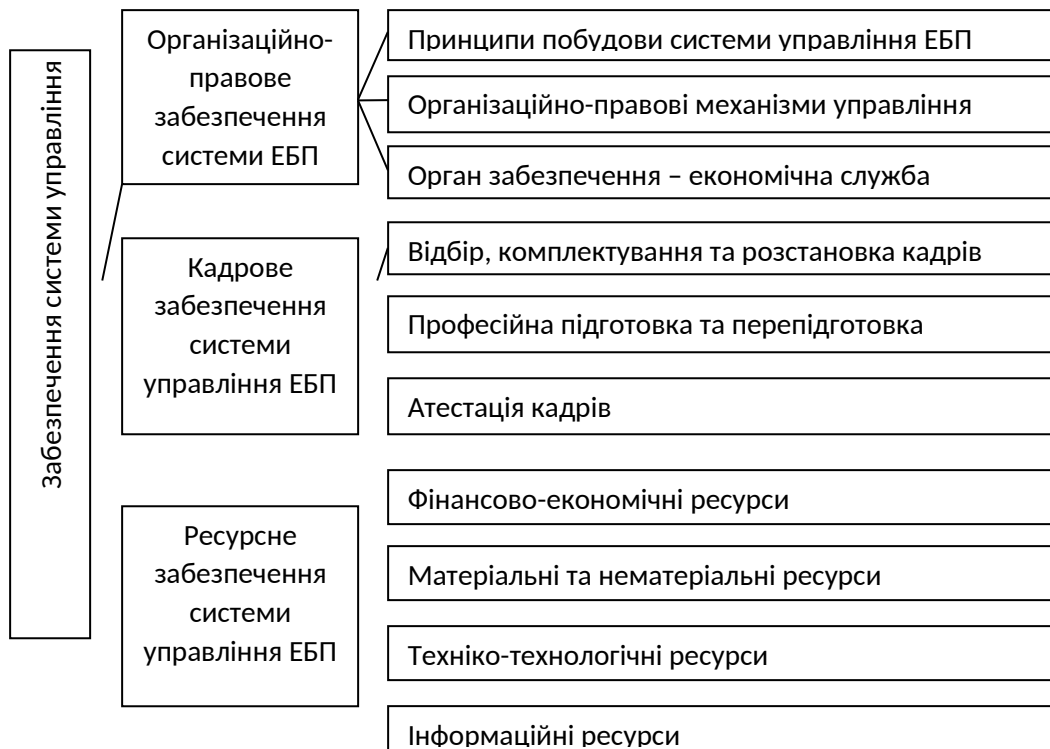 Забезпечення системи управління
Організаційно-
правове
забезпечення
системи ЕБП
Принципи побудови системи управління ЕБП
Організаційно-правові механізми управління
Орган забезпечення – економічна служба
Кадрове
забезпечення
системи
управління ЕБП
Відбір, комплектування та розстановка кадрів
Професійна підготовка та перепідготовка
Атестація кадрів
Ресурсне
забезпечення
системи
управління ЕБП
Фінансово-економічні ресурси
Матеріальні та нематеріальні ресурси
Техніко-технологічні ресурси
Інформаційні ресурси